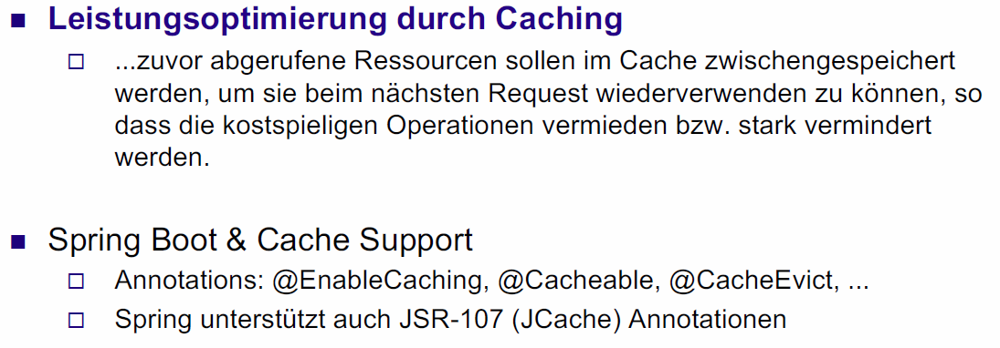 Leistungsoptimierung durch Caching
...zuvor abgerufene Ressourcen sollen im Cache zwischengespeichert
werden, um sie beim nächsten Request wiederverwenden zu können, so
dass die kostspieligen Operationen vermieden bzw. stark vermindert
werden.
Spring Boot & Cache Support
Annotations: @EnableCaching, @Cacheable, @CacheEvict, ...
Spring unterstützt auch JSR-107 (JCache) Annotationen